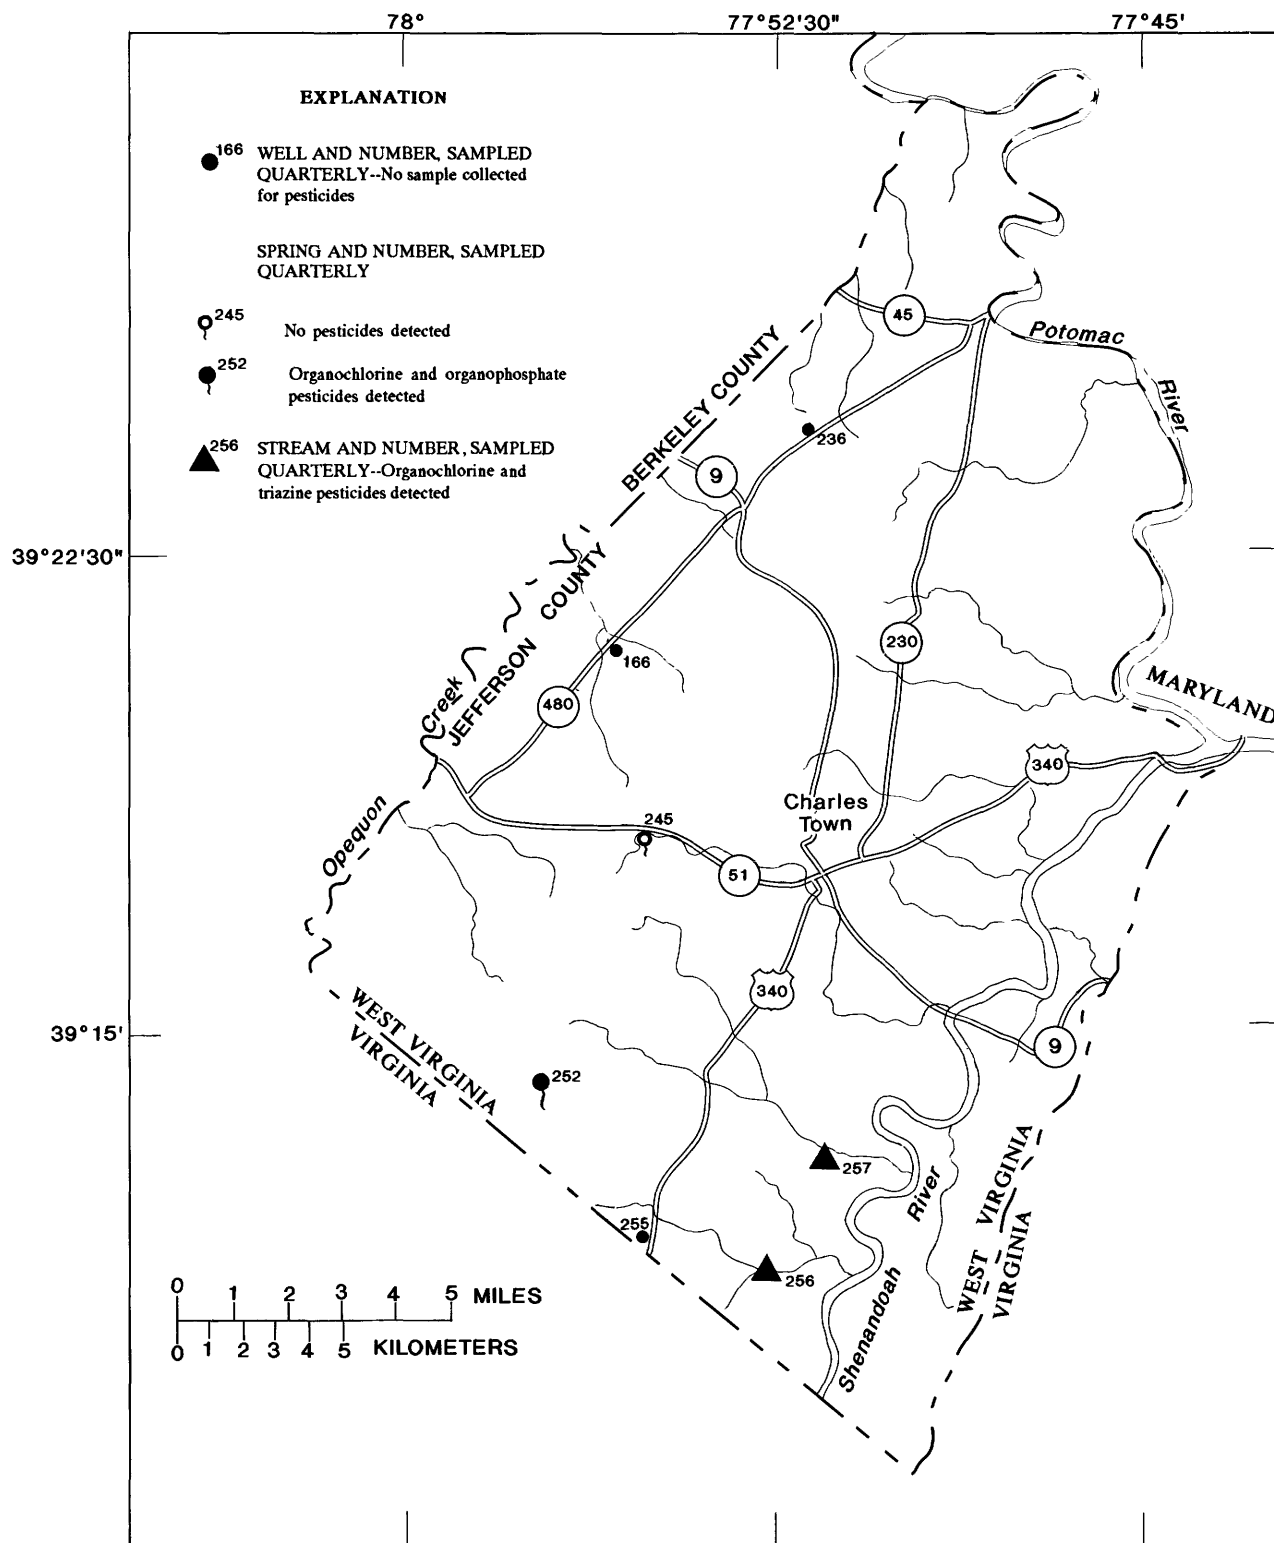 78°
77°52'30"
77°45'
EXPLANATION
166
WELL AND NUMBER, SAMPLED
QUARTERLY--No sample collected
for pesticides
SPRING AND NUMBER, SAMPLED
QUARTERLY
245
No pesticides detected
252
Organochlorine and organophosphate
pesticides detected
256
STREAM AND NUMBER, SAMPLED
QUARTERLY--Organochlorine and
triazine pesticides detected
45
Potomac
River
BERKELEY COUNTY
236
9
39°22'30"
JEFFERSON COUNTY
230
166
MARYLAND
Creek
480
340
Charles
Town
245
Opequon
51
340
39°15'
9
WEST VIRGINIA
VIRGINIA
252
257
River
WEST VIRGINIA
VIRGINIA
255
256
Shenandoah
0 1 2 3 4 5 MILES
0 1 2 3 4 5 KILOMETERS